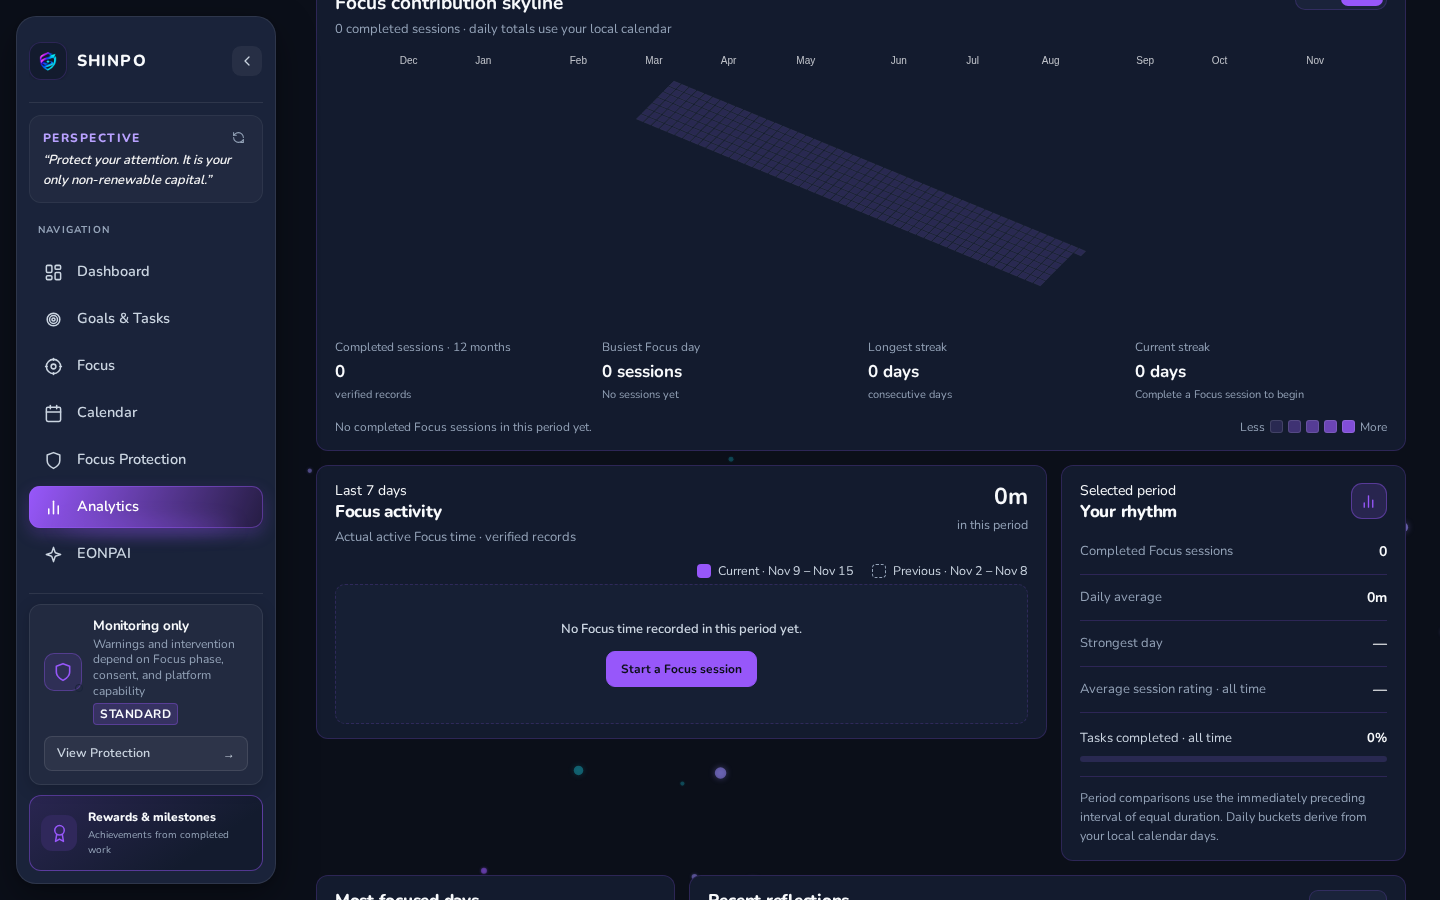 SHINPO
PERSPECTIVE
“Protect your attention. It is your
only non-renewable capital.”
NAVIGATION
Dashboard
Goals & Tasks
Focus
Calendar
Focus Protection
Analytics
EONPAI
Monitoring only
Warnings and intervention
depend on Focus phase,
consent, and platform
capability
STANDARD
View Protection →
Rewards & milestones
Achievements from completed
work
Focus contribution skyline
0 completed sessions · daily totals use your local calendar
Dec Jan Feb Mar Apr May Jun Jul Aug Sep Oct Nov
Completed sessions · 12 months
0
verified records
Busiest Focus day
0 sessions
No sessions yet
Longest streak
0 days
consecutive days
Current streak
0 days
Complete a Focus session to begin
No completed Focus sessions in this period yet.
Less More
Last 7 days
Focus activity
Actual active Focus time · verified records
0m
in this period
Current · Nov 9 – Nov 15 Previous · Nov 2 – Nov 8
No Focus time recorded in this period yet.
Start a Focus session
Selected period
Your rhythm
Completed Focus sessions 0
Daily average 0m
Strongest day —
Average session rating · all time —
Tasks completed · all time 0%
Period comparisons use the immediately preceding
interval of equal duration. Daily buckets derive from
your local calendar days.
Most focused days
Recent reflections